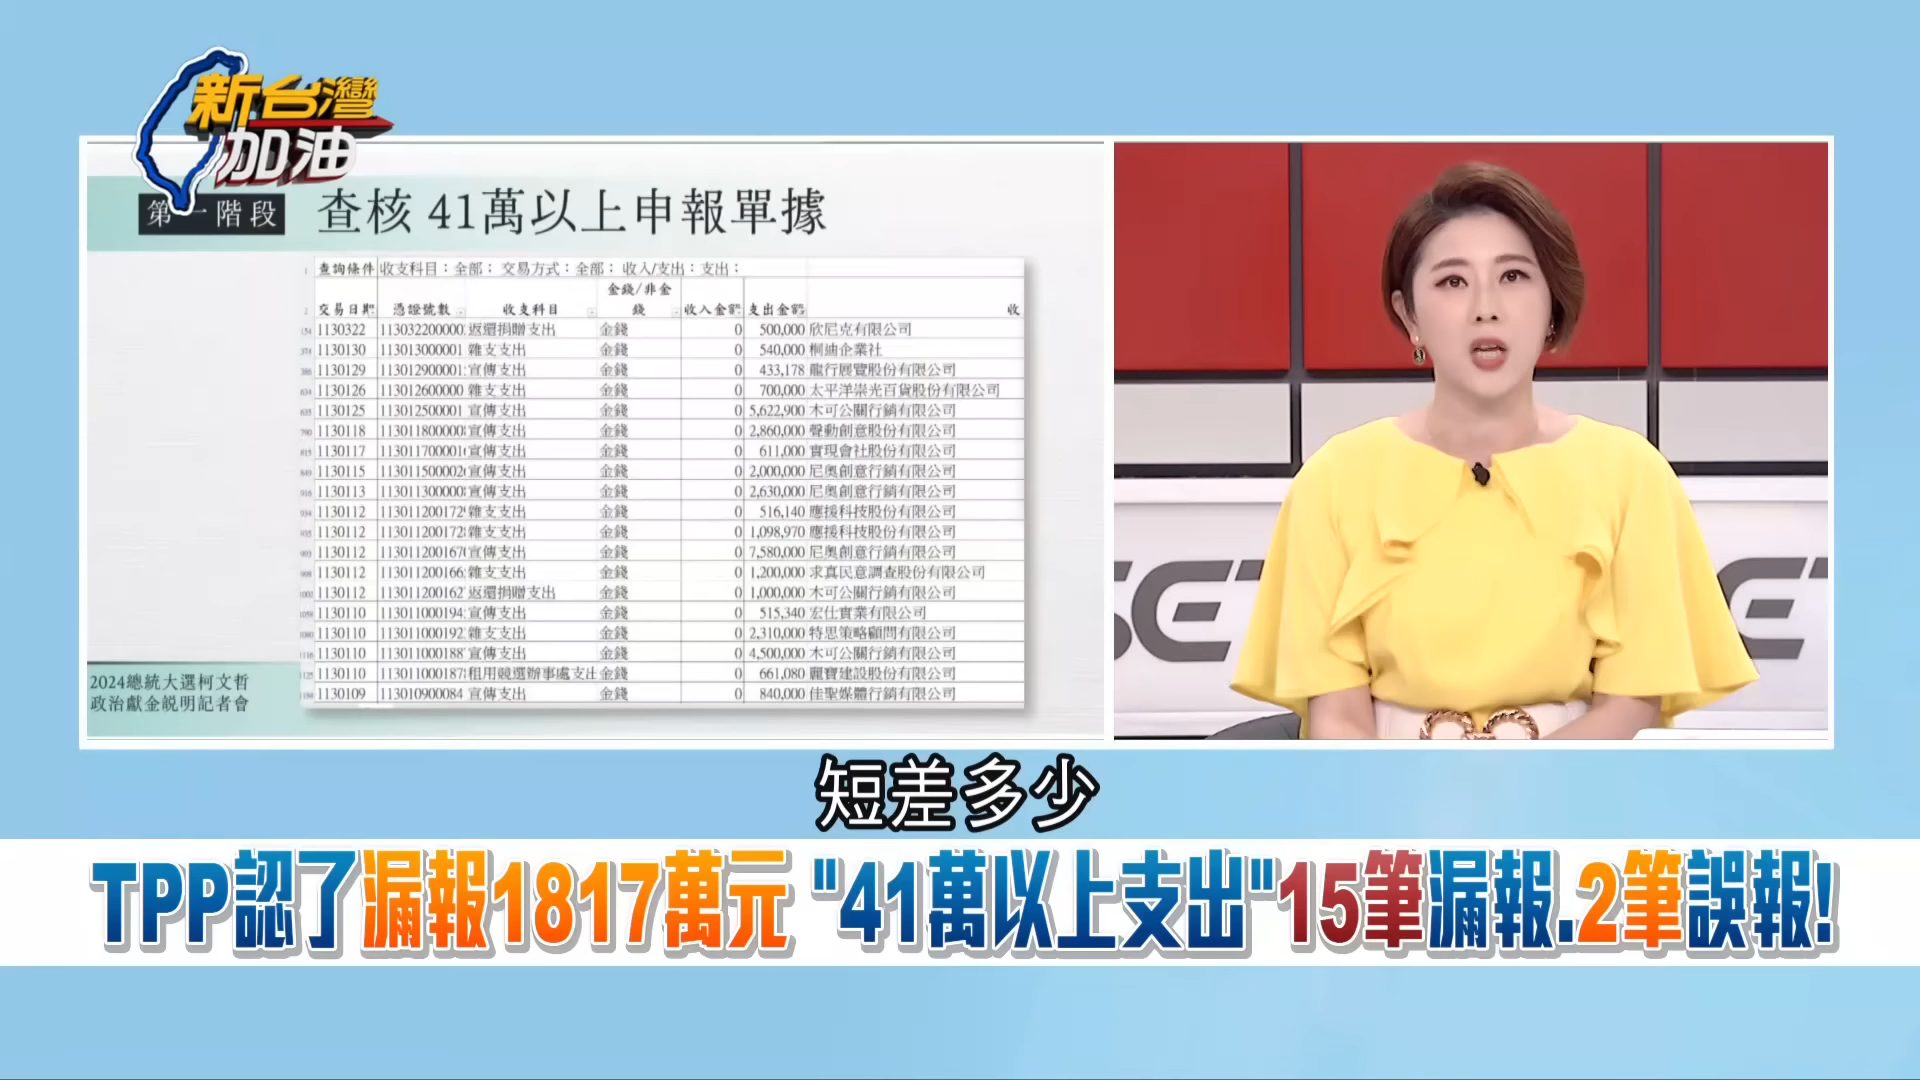 新台灣
加油
第一階段 查核 41萬以上申報單據
查詢條件 收支科目：全部； 交易方式：全部； 收入/支出：支出；
交易日期 憑證號數 收支科目 金錢/非金錢 收入金額 支出金額 收
1130322 113032200000 返還捐贈支出 金錢 0 500,000 欣尼克有限公司
1130130 113013000001 雜支支出 金錢 0 540,000 桐迪企業社
1130129 113012900001 宣傳支出 金錢 0 433,178 龍行展覽股份有限公司
1130126 113012600000 雜支支出 金錢 0 700,000 太平洋崇光百貨股份有限公司
1130125 113012500001 宣傳支出 金錢 0 5,622,900 木可公關行銷有限公司
1130118 113011800000 宣傳支出 金錢 0 2,860,000 聲動創意股份有限公司
1130117 113011700001 宣傳支出 金錢 0 611,000 實現會社股份有限公司
1130115 113011500002 宣傳支出 金錢 0 2,000,000 尼奧創意行銷有限公司
1130113 113011300000 宣傳支出 金錢 0 2,630,000 尼奧創意行銷有限公司
1130112 113011200172 雜支支出 金錢 0 516,140 應援科技股份有限公司
1130112 113011200172 雜支支出 金錢 0 1,098,970 應援科技股份有限公司
1130112 113011200167 宣傳支出 金錢 0 7,580,000 尼奧創意行銷有限公司
1130112 113011200166 雜支支出 金錢 0 1,200,000 求真民意調查股份有限公司
1130112 113011200162 返還捐贈支出 金錢 0 1,000,000 木可公關行銷有限公司
1130110 113011000194 宣傳支出 金錢 0 515,340 宏仕實業有限公司
1130110 113011000192 雜支支出 金錢 0 2,310,000 特思策略顧問有限公司
1130110 113011000188 宣傳支出 金錢 0 4,500,000 木可公關行銷有限公司
1130110 113011000187 租用競選辦事處支出 金錢 0 661,080 麗寶建設股份有限公司
1130109 113010900084 宣傳支出 金錢 0 840,000 佳聖媒體行銷有限公司
2024總統大選柯文哲
政治獻金說明記者會
SET
短差多少
TPP認了漏報1817萬元 "41萬以上支出"15筆漏報.2筆誤報!